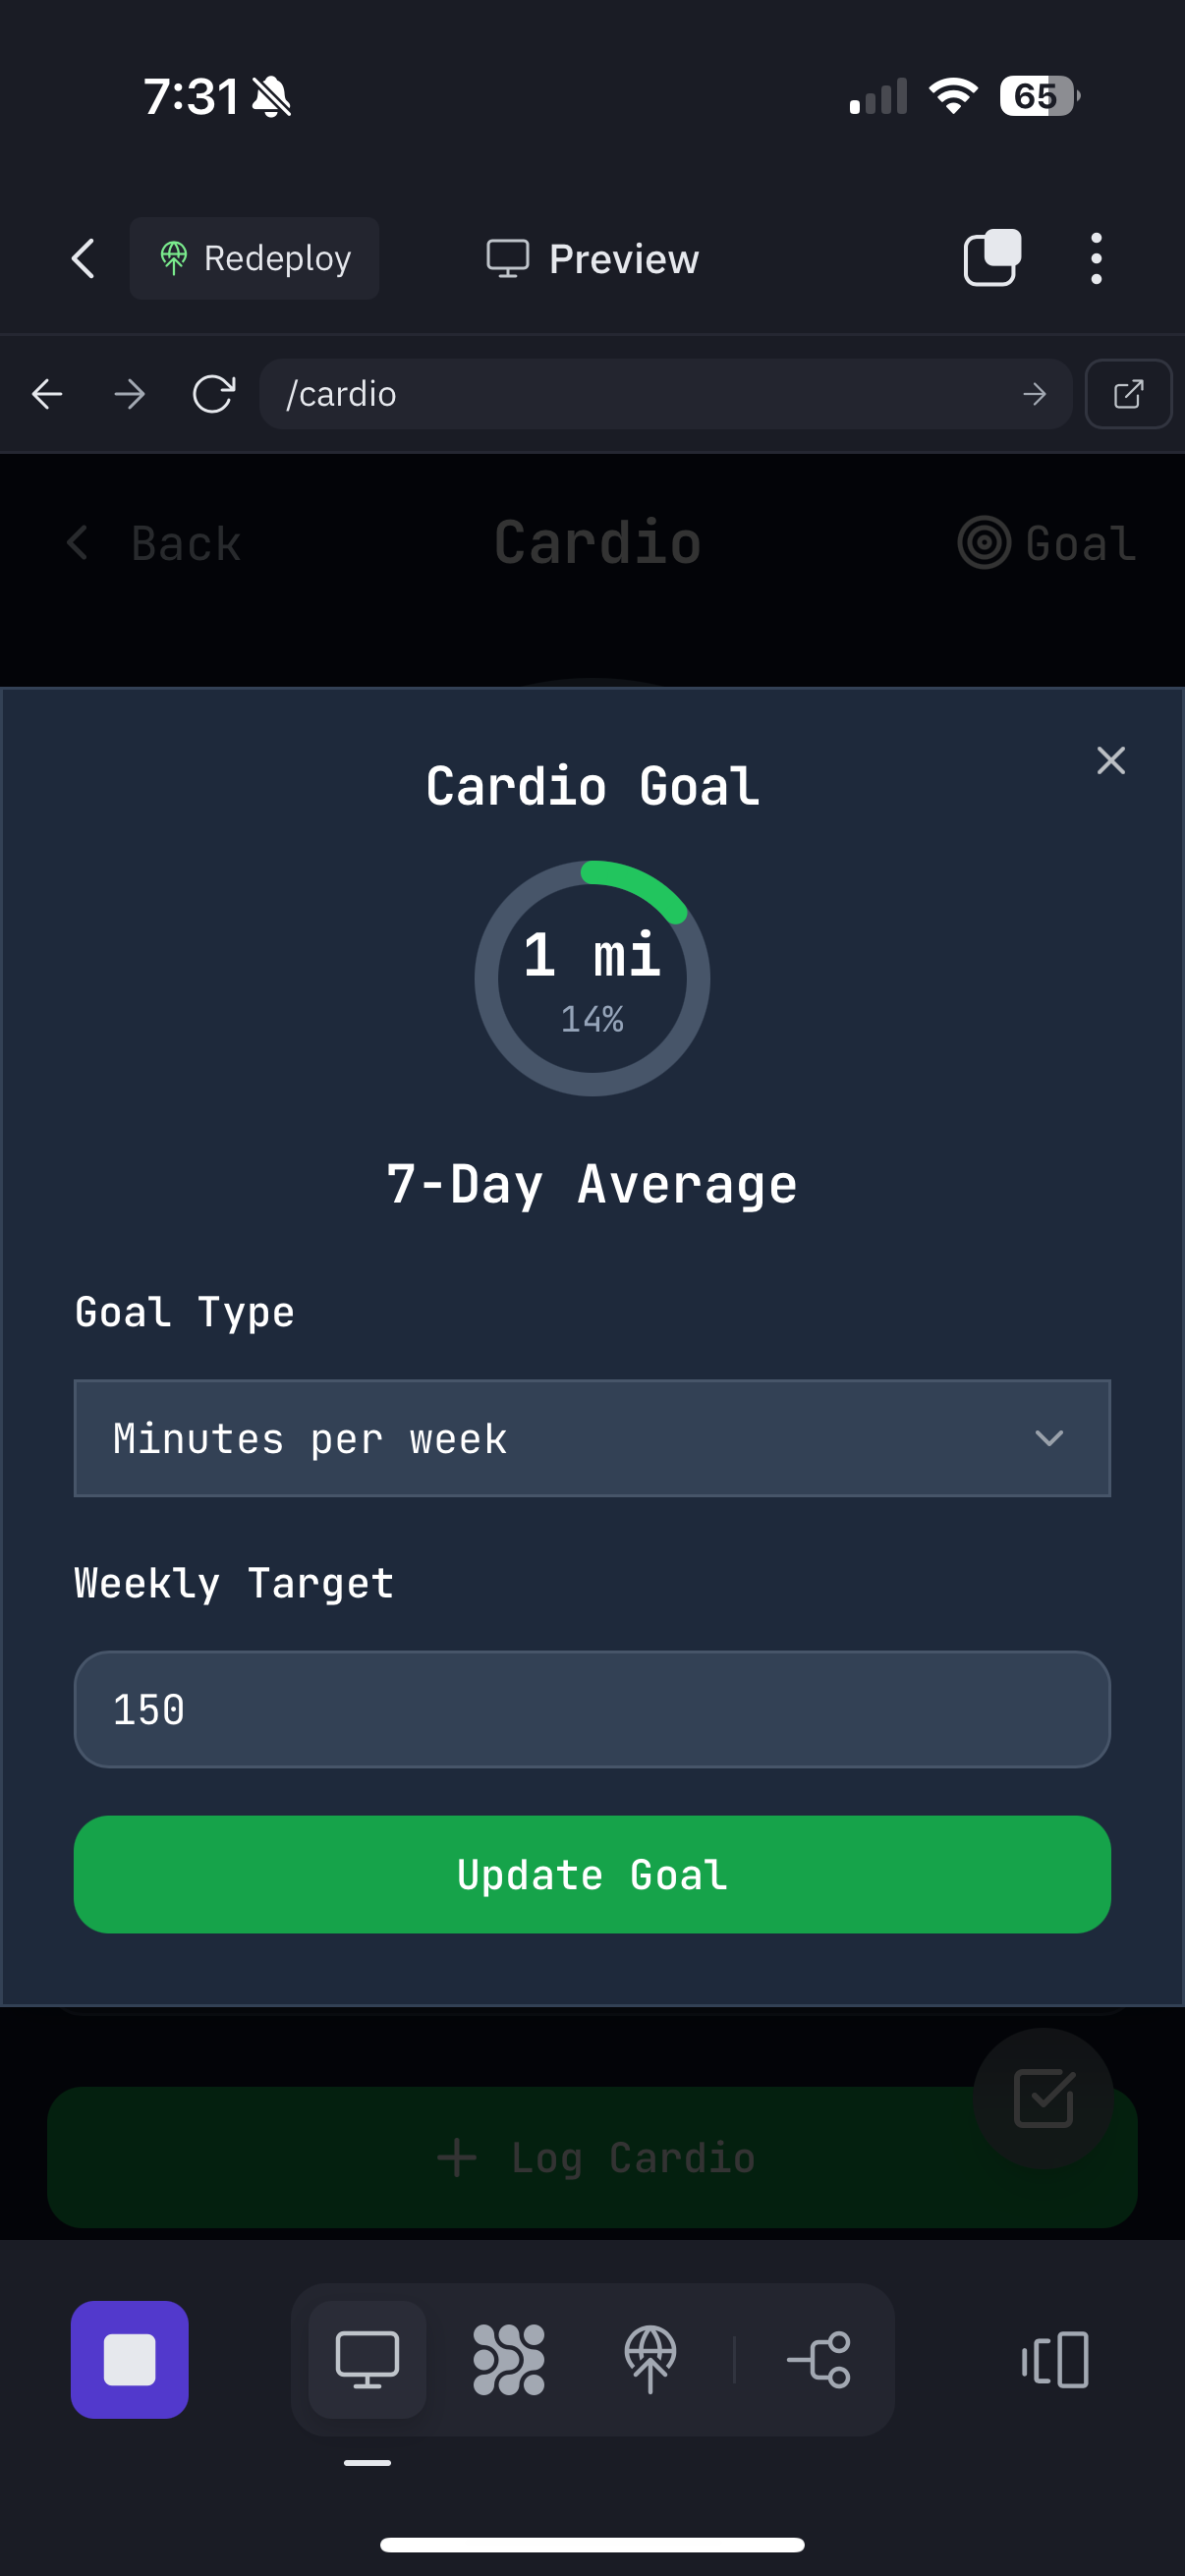 7:31
65
Redeploy
Preview
/cardio
Back
Cardio
Goal
Cardio Goal
1 mi
14%
7-Day Average
Goal Type
Minutes per week
Weekly Target
150
Update Goal
Log Cardio